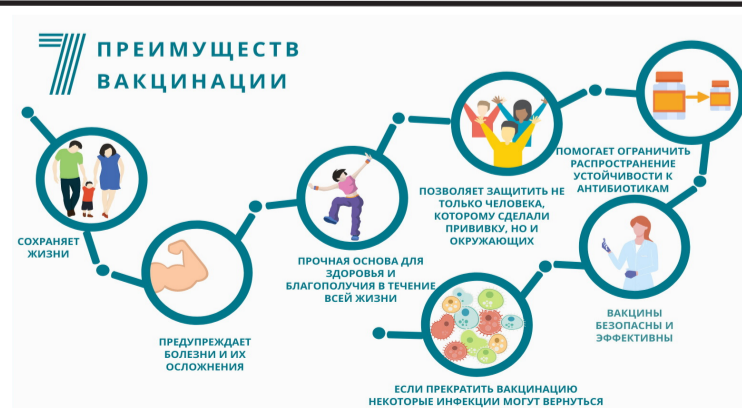 7 ПРЕИМУЩЕСТВ
ВАКЦИНАЦИИ
СОХРАНЯЕТ
ЖИЗНИ
ПРЕДУПРЕЖДАЕТ
БОЛЕЗНИ И ИХ
ОСЛОЖНЕНИЯ
ПРОЧНАЯ ОСНОВА ДЛЯ
ЗДОРОВЬЯ И
БЛАГОПОЛУЧИЯ В ТЕЧЕНИЕ
ВСЕЙ ЖИЗНИ
ПОЗВОЛЯЕТ ЗАЩИТИТЬ НЕ
ТОЛЬКО ЧЕЛОВЕКА,
КОТОРОМУ СДЕЛАЛИ
ПРИВИВКУ, НО И
ОКРУЖАЮЩИХ
ПОМОГАЕТ ОГРАНИЧИТЬ
РАСПРОСТРАНЕНИЕ
УСТОЙЧИВОСТИ К
АНТИБИОТИКАМ
ВАКЦИНЫ
БЕЗОПАСНЫ И
ЭФФЕКТИВНЫ
ЕСЛИ ПРЕКРАТИТЬ ВАКЦИНАЦИЮ
НЕКОТОРЫЕ ИНФЕКЦИИ МОГУТ ВЕРНУТЬСЯ